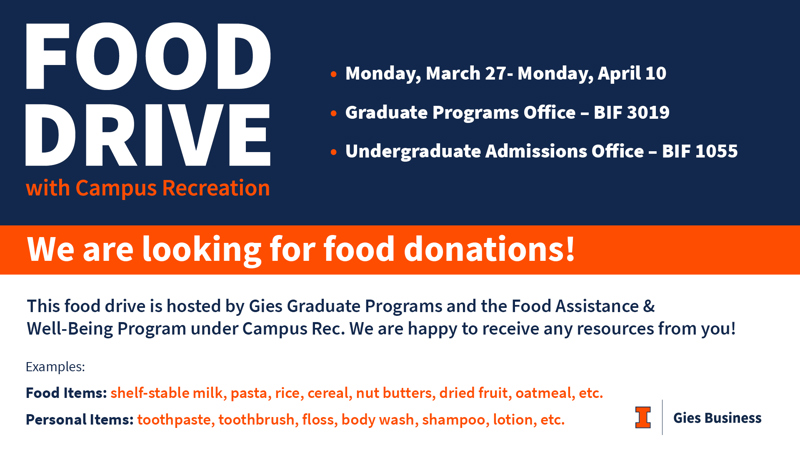 FOOD
DRIVE
with Campus Recreation
• Monday, March 27- Monday, April 10
• Graduate Programs Office – BIF 3019
• Undergraduate Admissions Office – BIF 1055
We are looking for food donations!
This food drive is hosted by Gies Graduate Programs and the Food Assistance &
Well-Being Program under Campus Rec. We are happy to receive any resources from you!
Examples:
Food Items: shelf-stable milk, pasta, rice, cereal, nut butters, dried fruit, oatmeal, etc.
Personal Items: toothpaste, toothbrush, floss, body wash, shampoo, lotion, etc.
I Gies Business